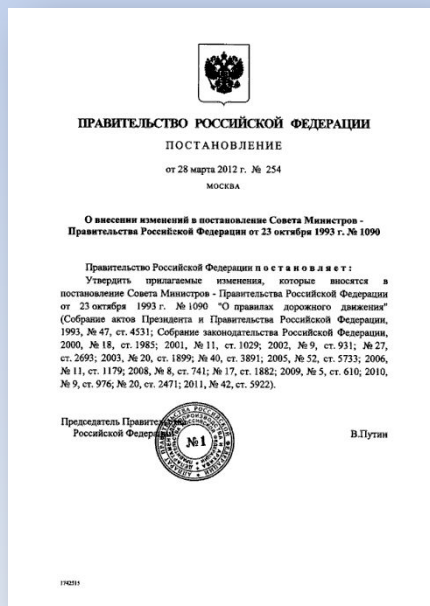 ПРАВИТЕЛЬСТВО РОССИЙСКОЙ ФЕДЕРАЦИИ
ПОСТАНОВЛЕНИЕ
от 28 марта 2012 г. № 254
МОСКВА
О внесении изменений в постановление Совета Министров -
Правительства Российской Федерации от 23 октября 1993 г. № 1090
Правительство Российской Федерации постановляет:
Утвердить прилагаемые изменения, которые вносятся в
постановление Совета Министров - Правительства Российской Федерации
от 23 октября 1993 г. № 1090 "О правилах дорожного движения"
(Собрание актов Президента и Правительства Российской Федерации,
1993, № 47, ст. 4531; Собрание законодательства Российской Федерации,
2000, № 18, ст. 1985; 2001, № 11, ст. 1029; 2002, № 9, ст. 931; № 27,
ст. 2693; 2003, № 20, ст. 1899; № 40, ст. 3891; 2005, № 52, ст. 5733; 2006,
№ 11, ст. 1179; 2008, № 8, ст. 741; № 17, ст. 1882; 2009, № 5, ст. 610; 2010,
№ 9, ст. 976; № 20, ст. 2471; 2011, № 42, ст. 5922).
Председатель Правительства
Российской Федерации
В.Путин
№1
1742515